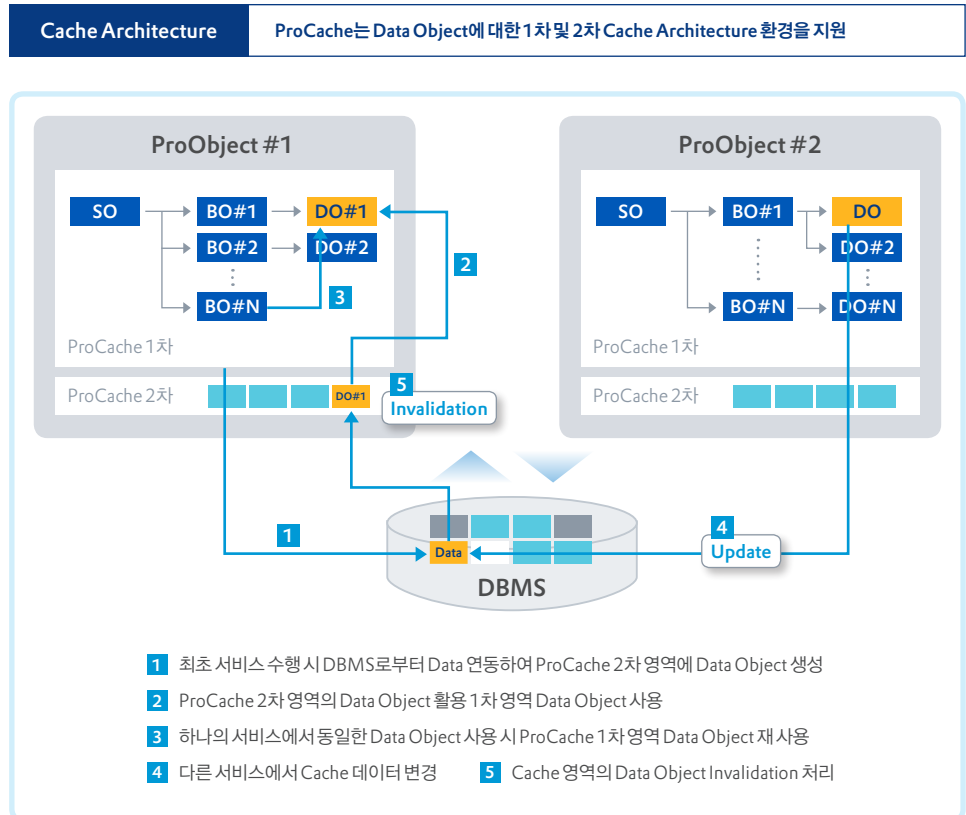 Cache Architecture
ProCache는 Data Object에 대한 1차 및 2차 Cache Architecture 환경을 지원
ProObject #1
SO
BO#1
DO#1
BO#2
DO#2
2
3
BO#N
ProCache 1차
ProCache 2차
DO#1
5
Invalidation
ProObject #2
SO
BO#1
DO
DO#2
BO#N
DO#N
ProCache 1차
ProCache 2차
1
Data
4
Update
DBMS
1 최초 서비스 수행 시 DBMS로부터 Data 연동하여 ProCache 2차 영역에 Data Object 생성
2 ProCache 2차 영역의 Data Object 활용 1차 영역 Data Object 사용
3 하나의 서비스에서 동일한 Data Object 사용 시 ProCache 1차 영역 Data Object 재 사용
4 다른 서비스에서 Cache 데이터 변경
5 Cache 영역의 Data Object Invalidation 처리